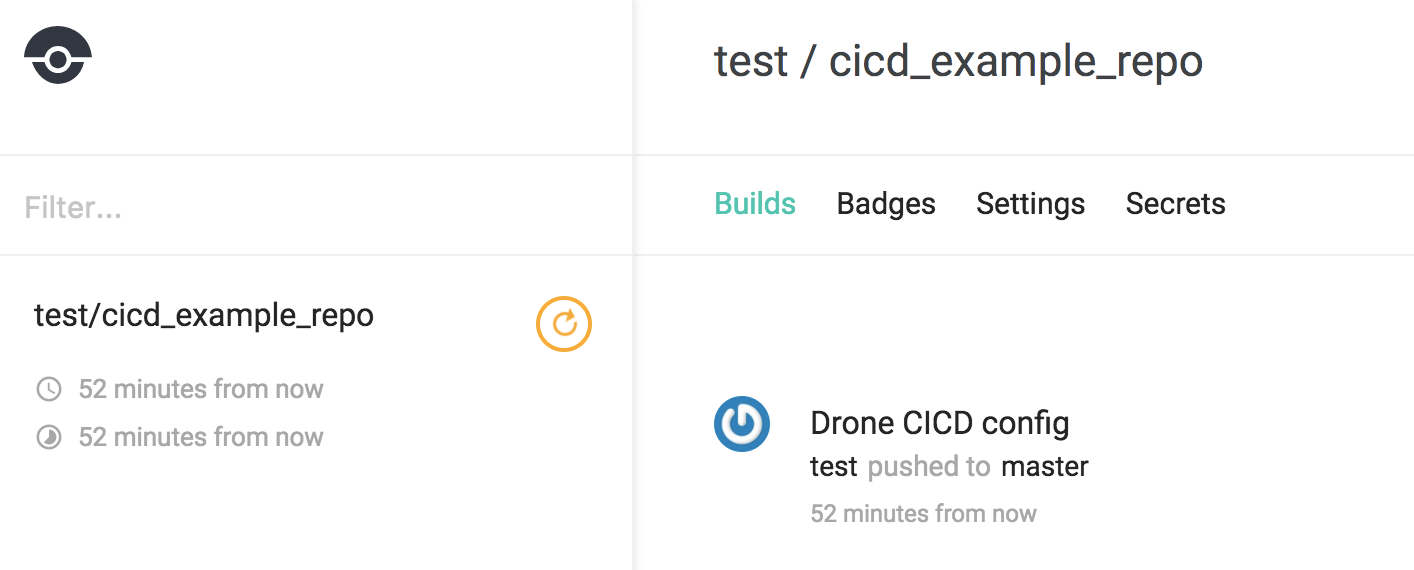 test / cicd_example_repo
Filter...
Builds Badges Settings Secrets
test/cicd_example_repo
52 minutes from now
52 minutes from now
Drone CICD config
test pushed to master
52 minutes from now